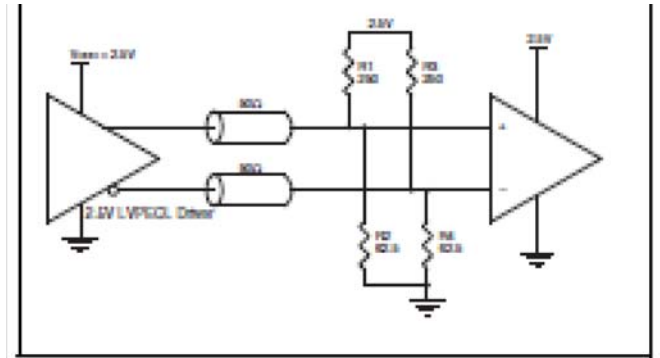 2.5V
VCCO = 2.5V
2.5V
R1
250
R3
250
50Ω
+
50Ω
−
2.5V LVPECL Driver
R2
62.5
R4
62.5